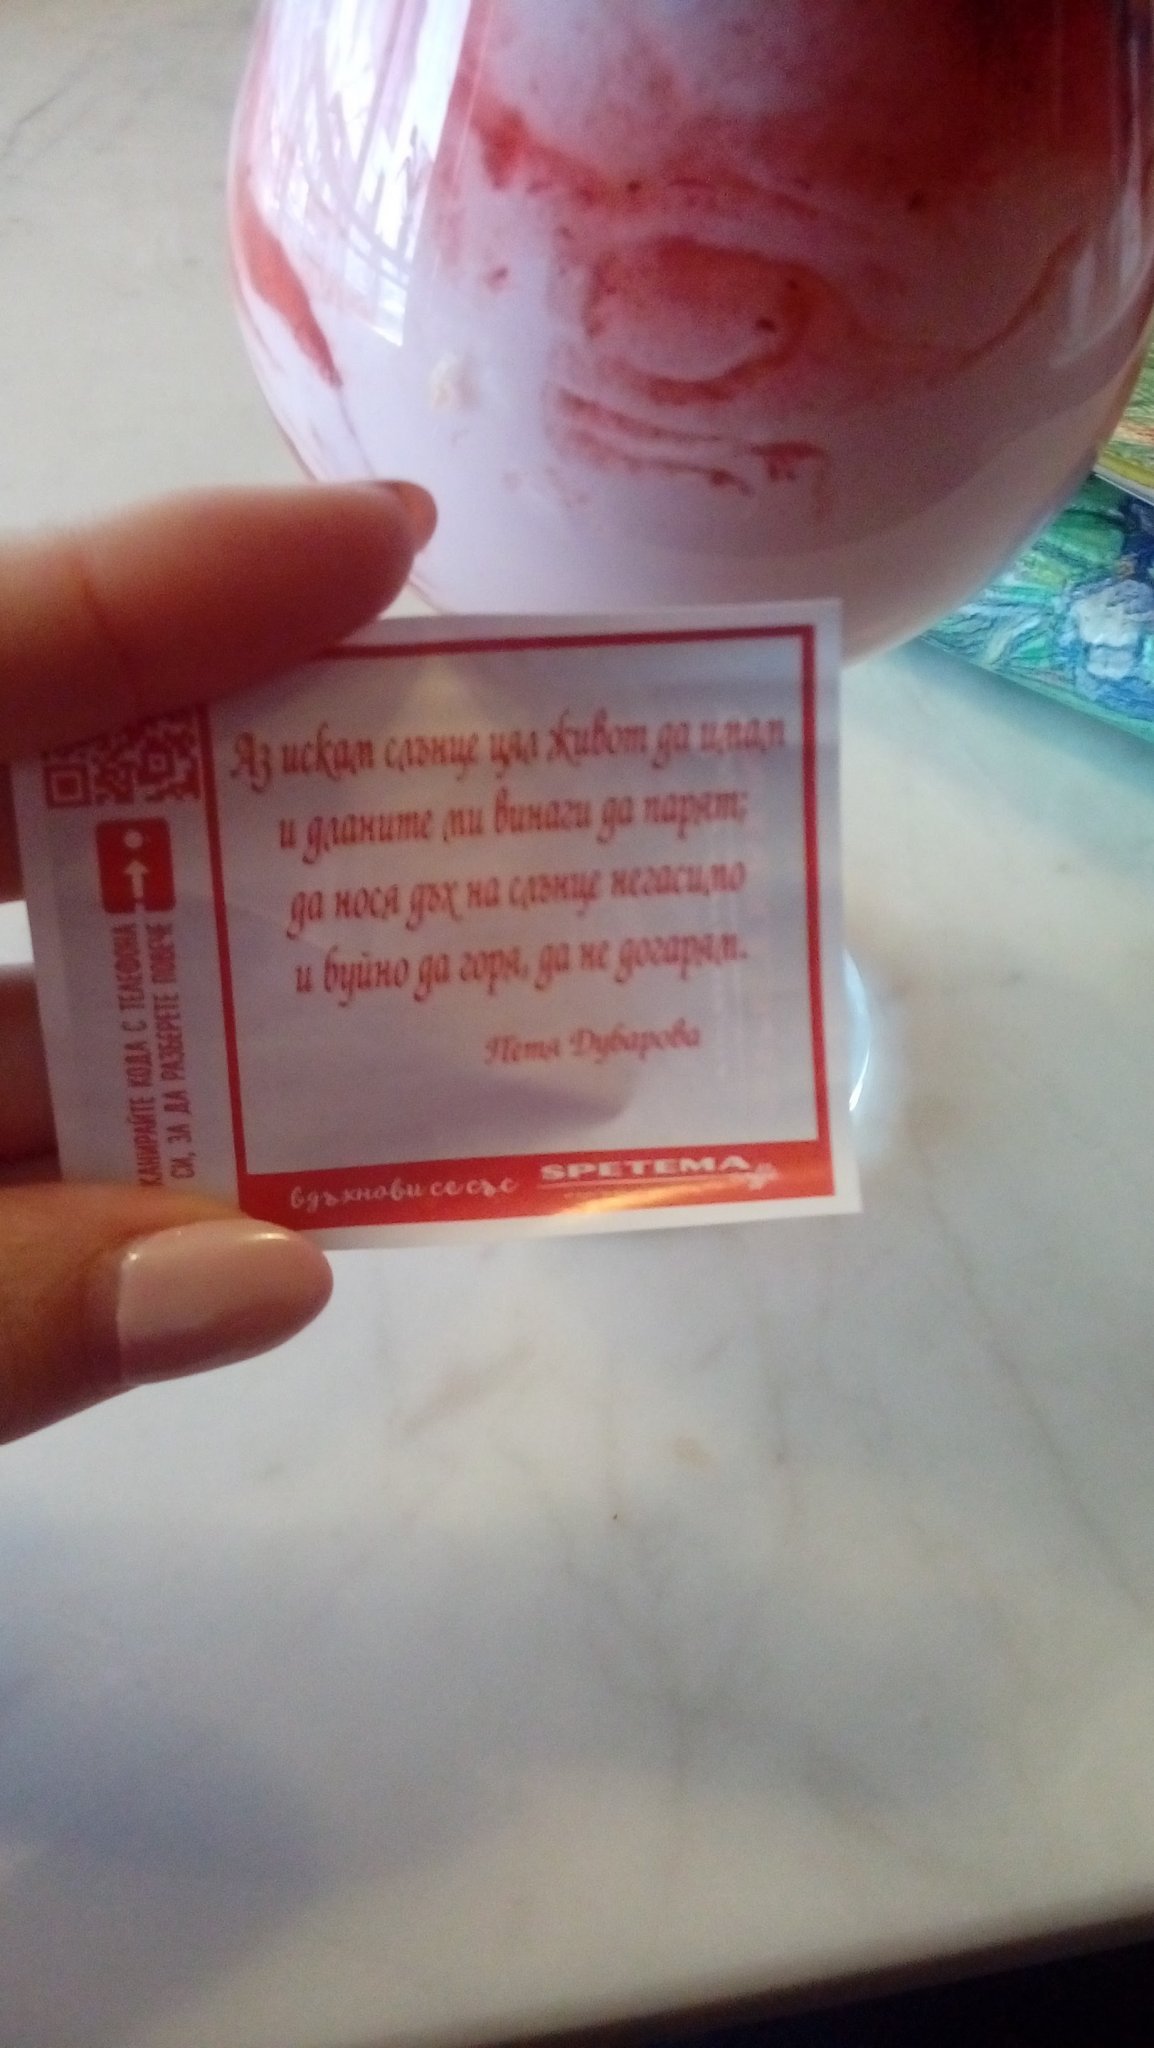 Аз искам слънце цял живот да имам
и дланите ми винаги да парят;
да нося дъх на слънце негасимо
и буйно да горя, да не догарям.
Петя Дубарова
вдъхнови се със SPETEMA
СКАНИРАЙТЕ КОДА С ТЕЛЕФОНА
СИ, ЗА ДА РАЗБЕРЕТЕ ПОВЕЧЕ